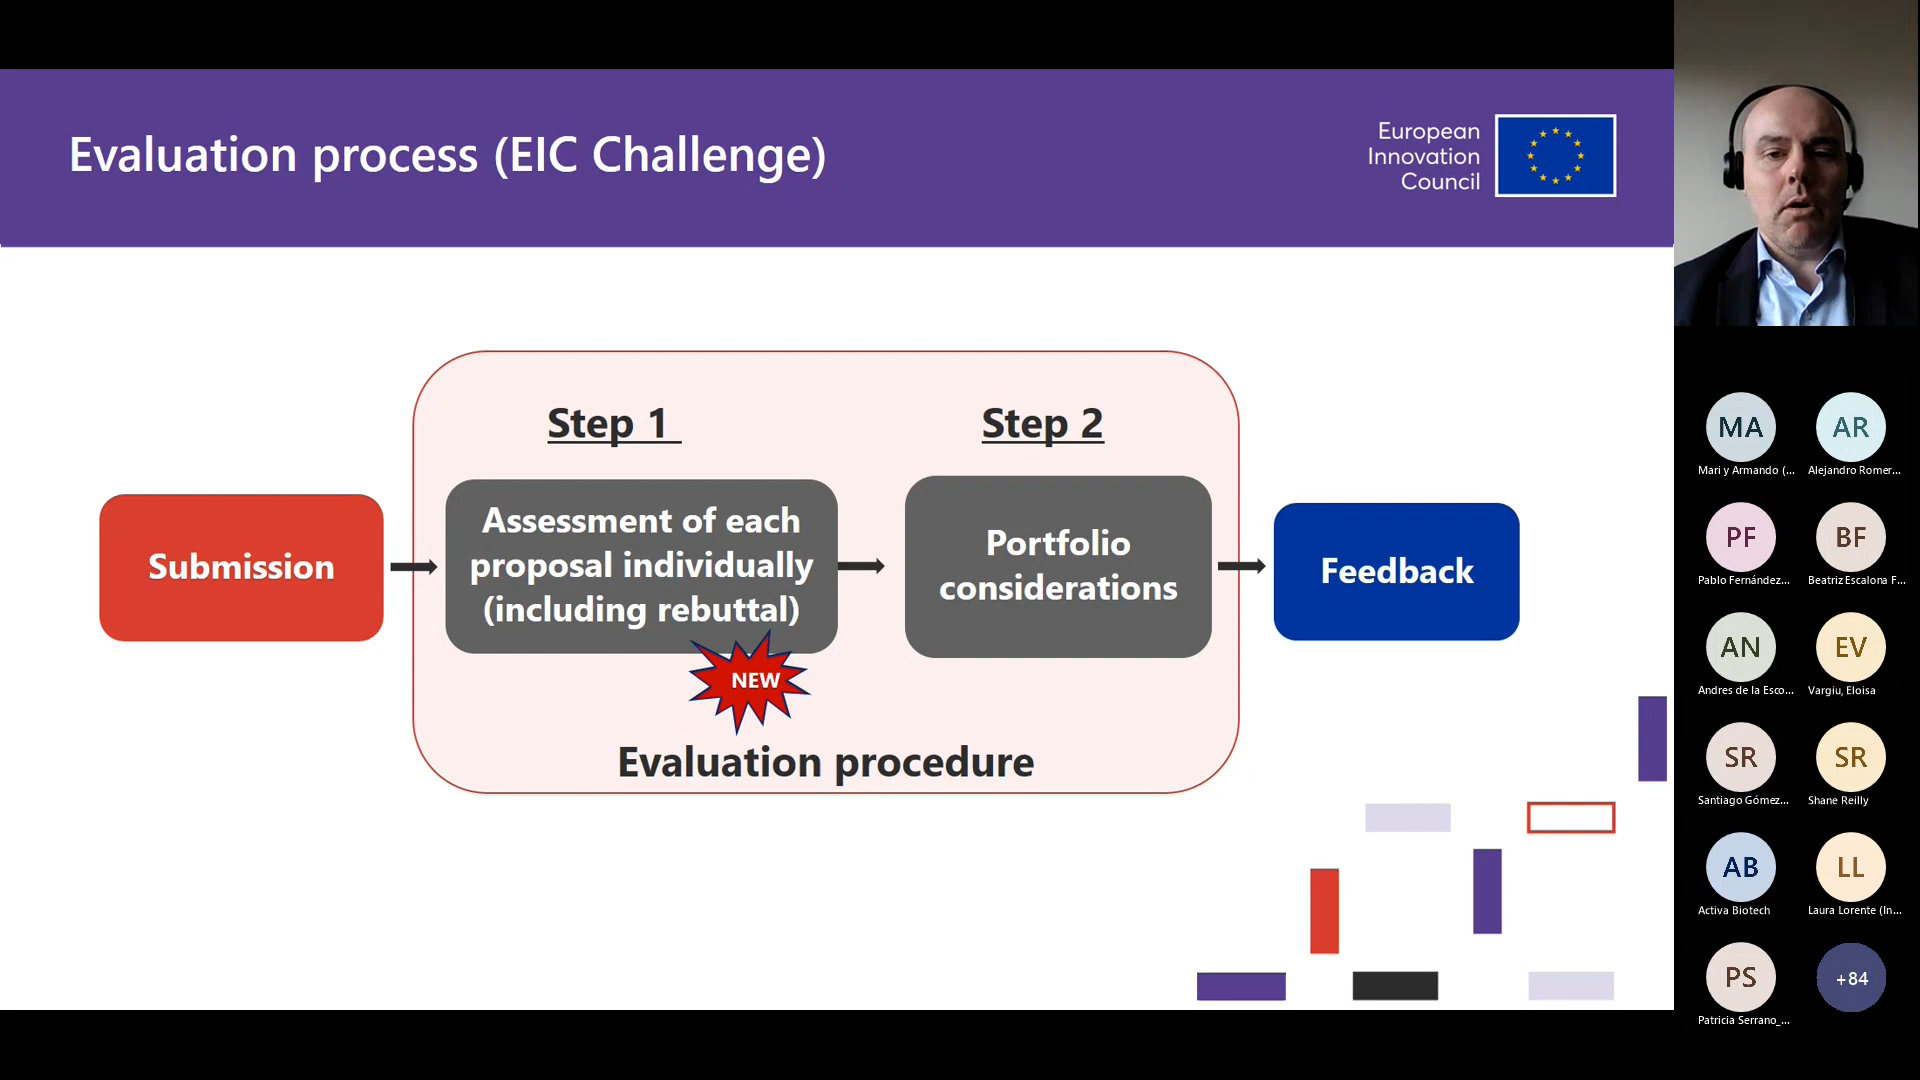 Evaluation process (EIC Challenge)
European
Innovation
Council
Step 1
Step 2
Submission
Assessment of each
proposal individually
(including rebuttal)
NEW
Portfolio
considerations
Feedback
Evaluation procedure
MA
AR
Mari y Armando (...
Alejandro Romer...
PF
BF
Pablo Fernández...
Beatriz Escalona F...
AN
EV
Andres de la Esco...
Vargiu, Eloisa
SR
SR
Santiago Gómez...
Shane Reilly
AB
LL
Activa Biotech
Laura Lorente (In...
PS
+84
Patricia Serrano_...